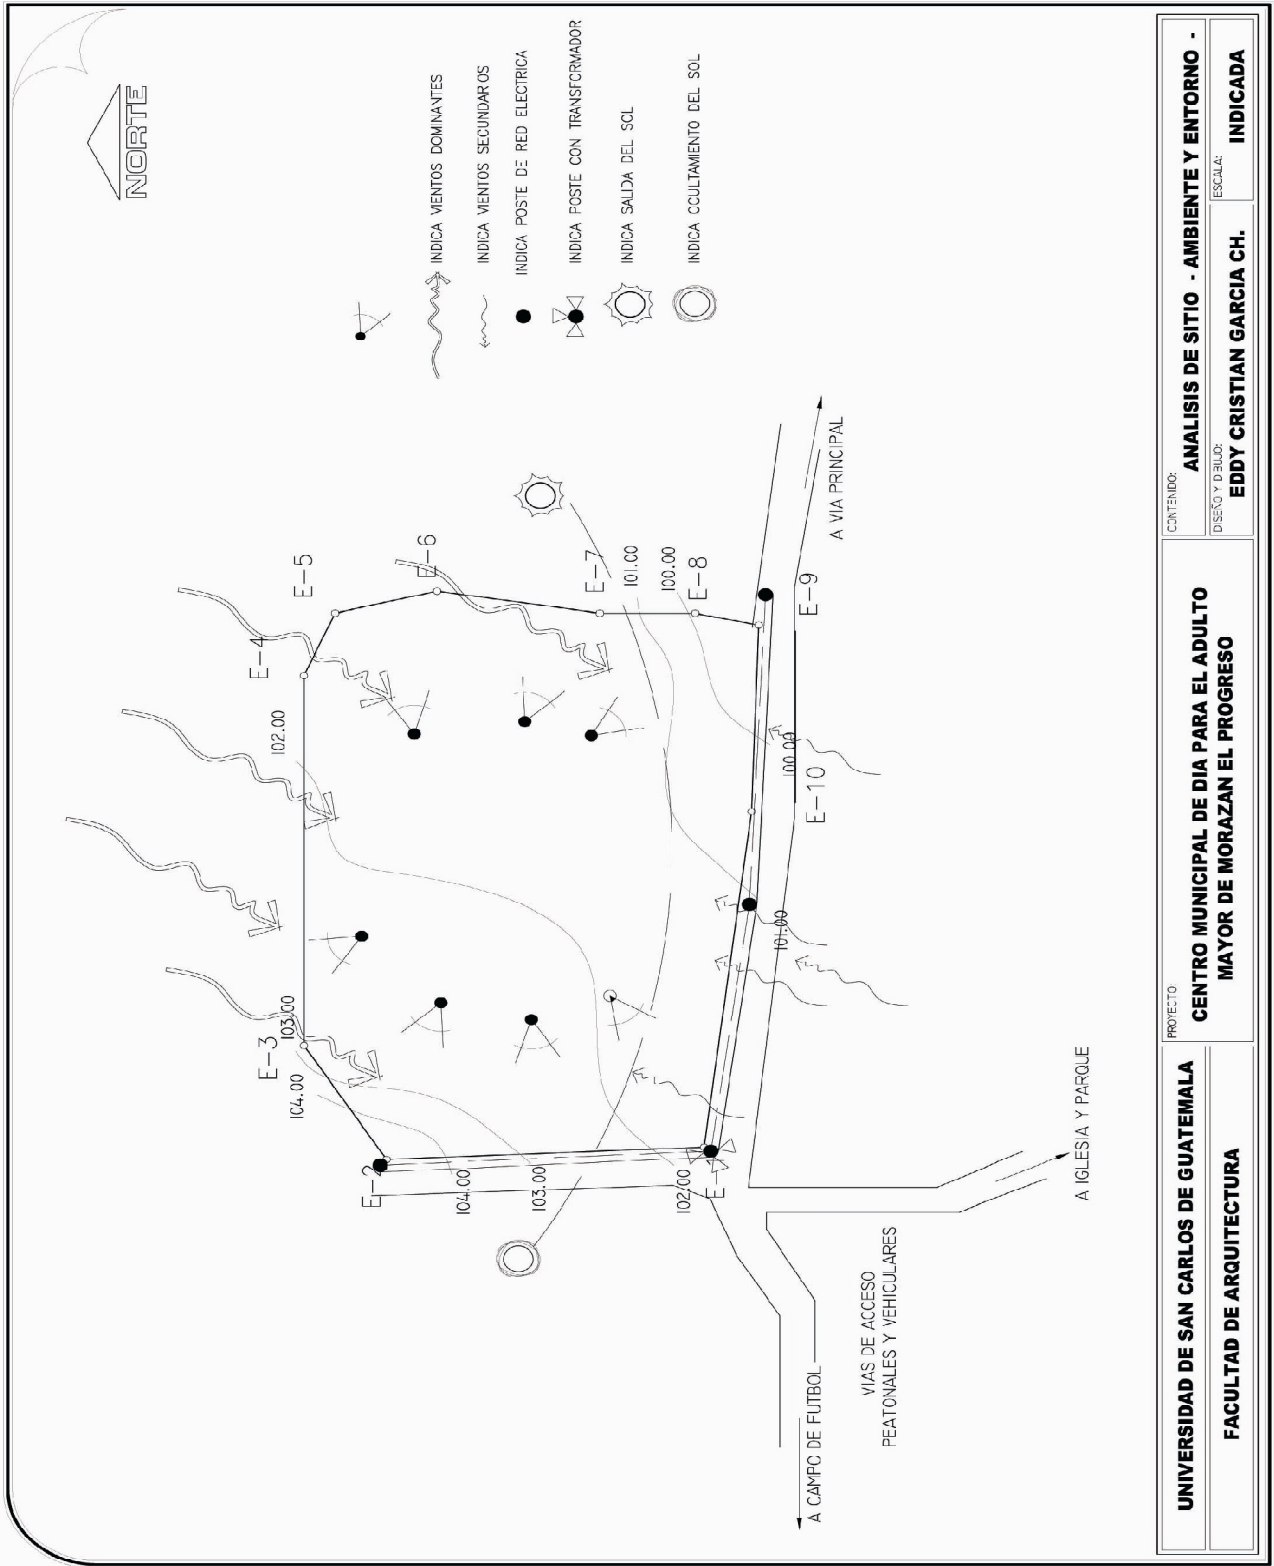 NORTE
INDICA VIENTOS DOMINANTES
INDICA VIENTOS SECUNDARIOS
INDICA POSTE DE RED ELECTRICA
INDICA POSTE CON TRANSFORMADOR
INDICA SALIDA DEL SOL
INDICA OCULTAMIENTO DEL SOL
E-2
E-3
E-4
E-5
E-6
E-7
E-8
E-9
E-10
104.00
103.00
102.00
101.00
100.00
104.00
103.00
102.00
101.00
100.00
A VIA PRINCIPAL
A IGLESIA Y PARQUE
A CAMPO DE FUTBOL
VIAS DE ACCESO
PEATONALES Y VEHICULARES
UNIVERSIDAD DE SAN CARLOS DE GUATEMALA
FACULTAD DE ARQUITECTURA
PROYECTO:
CENTRO MUNICIPAL DE DIA PARA EL ADULTO
MAYOR DE MORAZAN EL PROGRESO
CONTENIDO:
ANALISIS DE SITIO - AMBIENTE Y ENTORNO -
DISEÑO Y DIBUJO:
EDDY CRISTIAN GARCIA CH.
ESCALA:
INDICADA